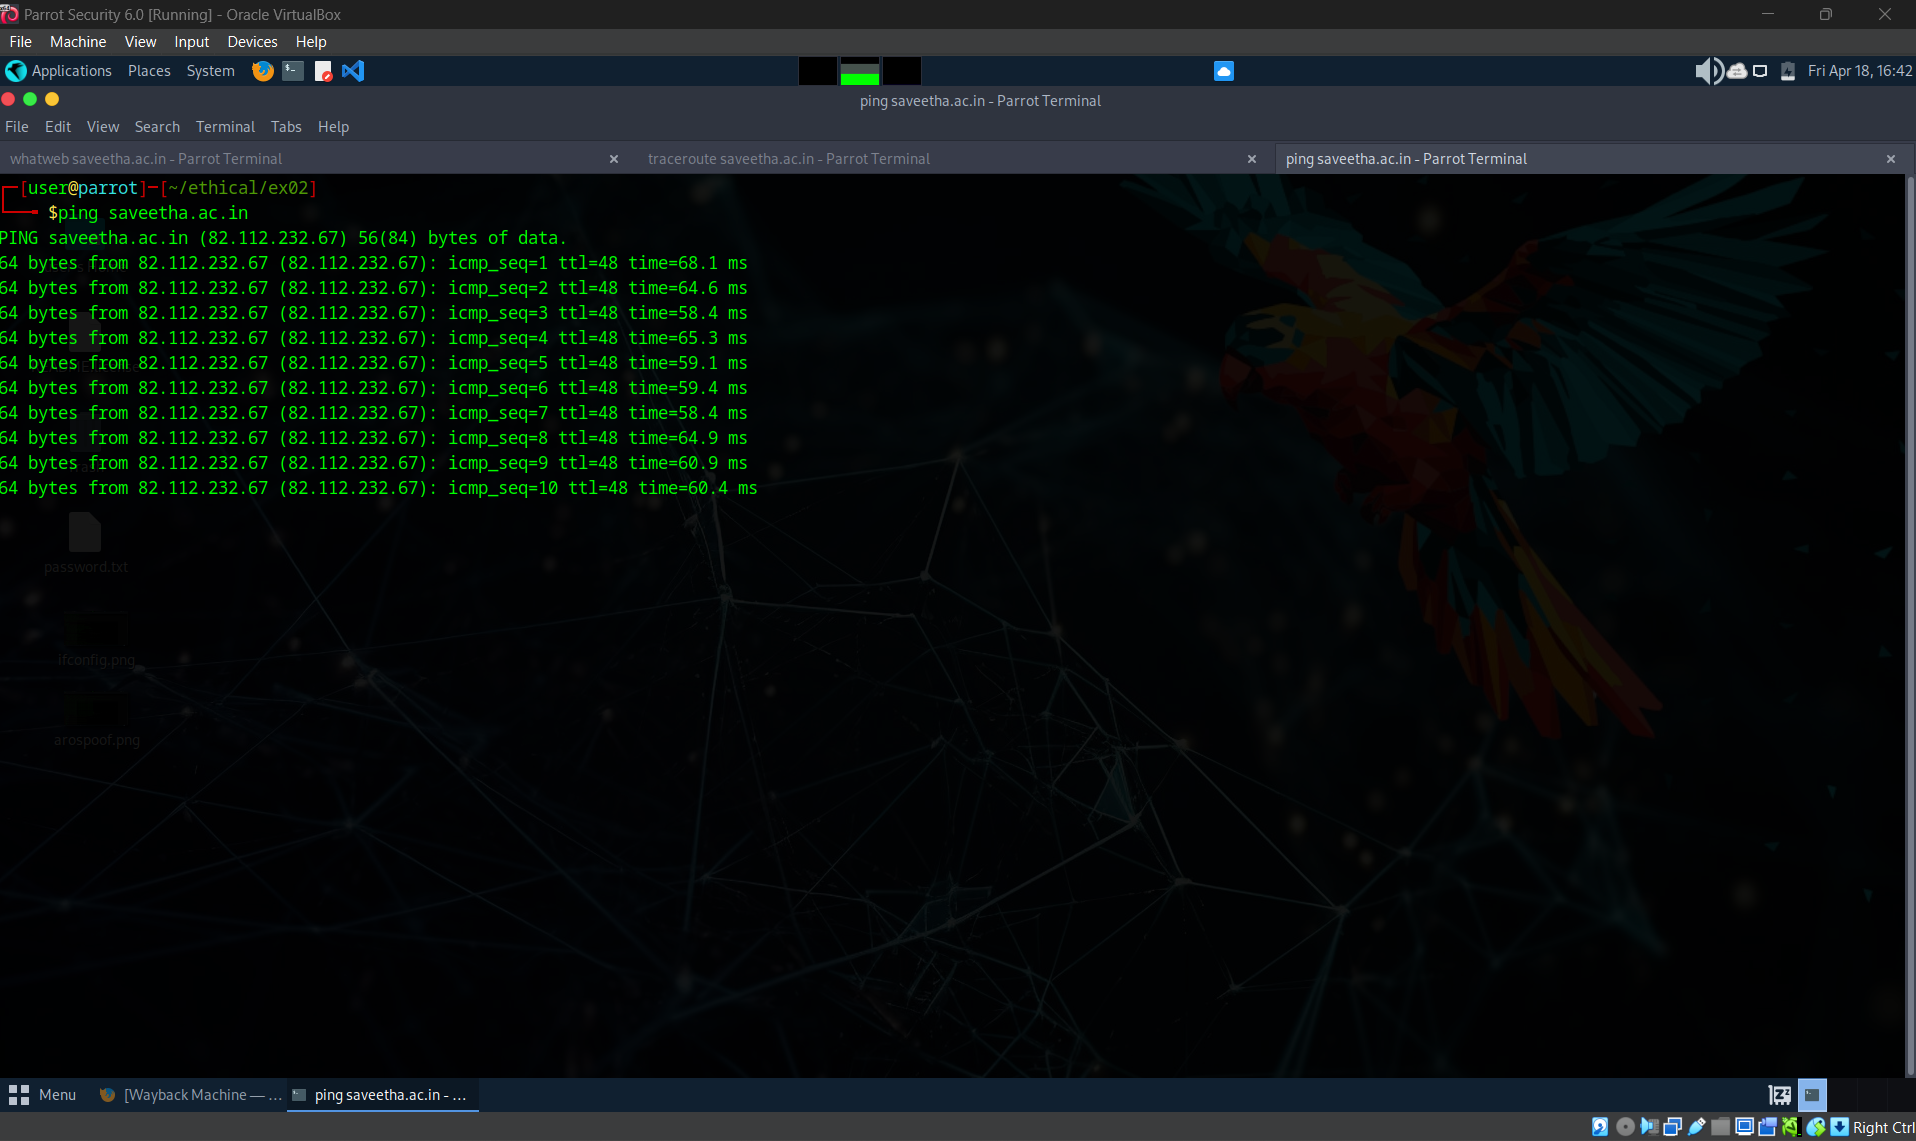 Parrot Security 6.0 [Running] - Oracle VirtualBox
File Machine View Input Devices Help
Applications Places System Fri Apr 18, 16:42
ping saveetha.ac.in - Parrot Terminal
File Edit View Search Terminal Tabs Help
whatweb saveetha.ac.in - Parrot Terminal × traceroute saveetha.ac.in - Parrot Terminal × ping saveetha.ac.in - Parrot Terminal ×
┌─[user@parrot]─[~/ethical/ex02]
└──╼ $ping saveetha.ac.in
PING saveetha.ac.in (82.112.232.67) 56(84) bytes of data.
64 bytes from 82.112.232.67 (82.112.232.67): icmp_seq=1 ttl=48 time=68.1 ms
64 bytes from 82.112.232.67 (82.112.232.67): icmp_seq=2 ttl=48 time=64.6 ms
64 bytes from 82.112.232.67 (82.112.232.67): icmp_seq=3 ttl=48 time=58.4 ms
64 bytes from 82.112.232.67 (82.112.232.67): icmp_seq=4 ttl=48 time=65.3 ms
64 bytes from 82.112.232.67 (82.112.232.67): icmp_seq=5 ttl=48 time=59.1 ms
64 bytes from 82.112.232.67 (82.112.232.67): icmp_seq=6 ttl=48 time=59.4 ms
64 bytes from 82.112.232.67 (82.112.232.67): icmp_seq=7 ttl=48 time=58.4 ms
64 bytes from 82.112.232.67 (82.112.232.67): icmp_seq=8 ttl=48 time=64.9 ms
64 bytes from 82.112.232.67 (82.112.232.67): icmp_seq=9 ttl=48 time=60.9 ms
64 bytes from 82.112.232.67 (82.112.232.67): icmp_seq=10 ttl=48 time=60.4 ms
password.txt
ifconfig.png
arospoof.png
Menu [Wayback Machine — ... ping saveetha.ac.in - ...
Right Ctrl